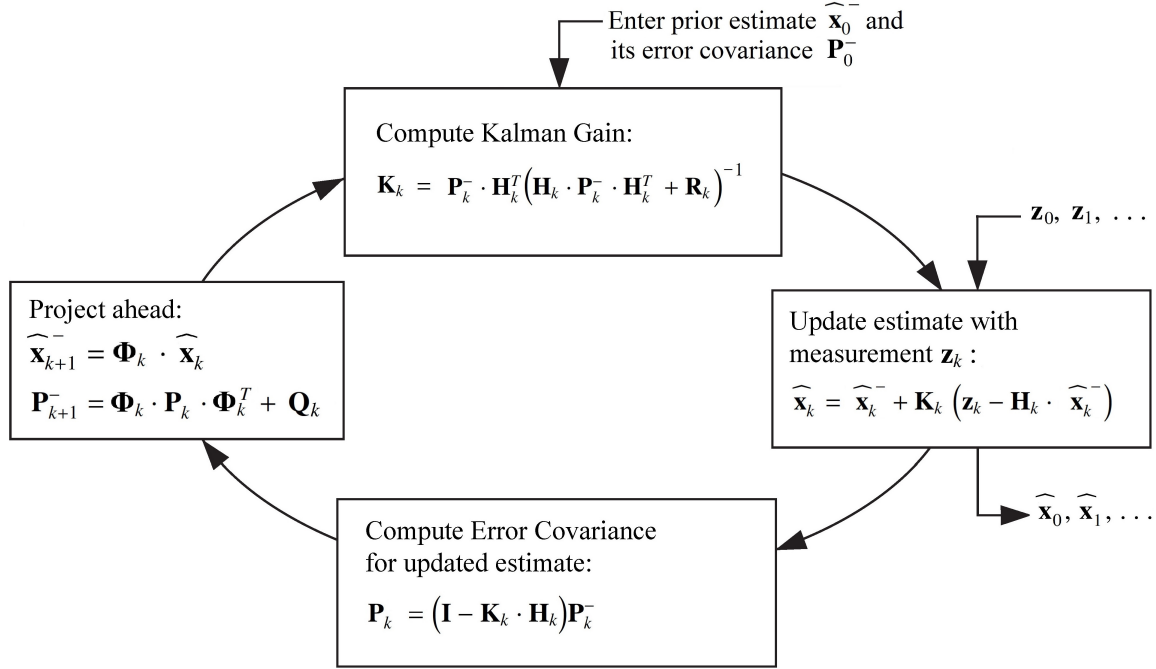 Enter prior estimate x̂₀⁻ and
its error covariance P₀⁻
Compute Kalman Gain:
Kₖ = Pₖ⁻ · Hₖᵀ(Hₖ · Pₖ⁻ · Hₖᵀ + Rₖ)⁻¹
z₀, z₁, . . .
Update estimate with
measurement zₖ :
x̂ₖ = x̂ₖ⁻ + Kₖ (zₖ − Hₖ · x̂ₖ⁻)
x̂₀, x̂₁, . . .
Compute Error Covariance
for updated estimate:
Pₖ = (I − Kₖ · Hₖ)Pₖ⁻
Project ahead:
x̂ₖ₊₁⁻ = Φₖ · x̂ₖ
Pₖ₊₁⁻ = Φₖ · Pₖ · Φₖᵀ + Qₖ